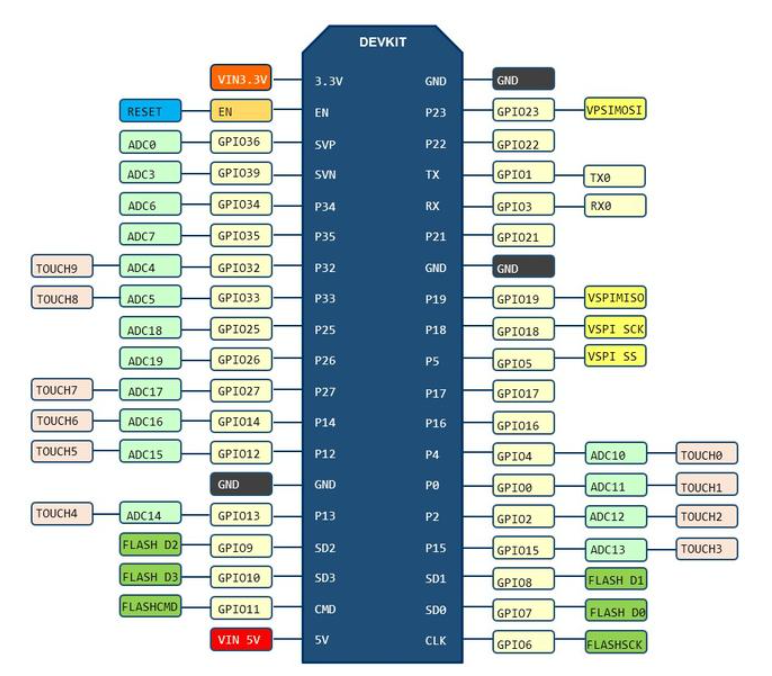 DEVKIT
VIN3.3V 3.3V GND GND
RESET EN EN P23 GPIO23 VPSIMOSI
ADC0 GPIO36 SVP P22 GPIO22
ADC3 GPIO39 SVN TX GPIO1 TX0
ADC6 GPIO34 P34 RX GPIO3 RX0
ADC7 GPIO35 P35 P21 GPIO21
TOUCH9 ADC4 GPIO32 P32 GND GND
TOUCH8 ADC5 GPIO33 P33 P19 GPIO19 VSPIMISO
ADC18 GPIO25 P25 P18 GPIO18 VSPI SCK
ADC19 GPIO26 P26 P5 GPIO5 VSPI SS
TOUCH7 ADC17 GPIO27 P27 P17 GPIO17
TOUCH6 ADC16 GPIO14 P14 P16 GPIO16
TOUCH5 ADC15 GPIO12 P12 P4 GPIO4 ADC10 TOUCH0
GND GND P0 GPIO0 ADC11 TOUCH1
TOUCH4 ADC14 GPIO13 P13 P2 GPIO2 ADC12 TOUCH2
FLASH D2 GPIO9 SD2 P15 GPIO15 ADC13 TOUCH3
FLASH D3 GPIO10 SD3 SD1 GPIO8 FLASH D1
FLASHCMD GPIO11 CMD SD0 GPIO7 FLASH D0
VIN 5V 5V CLK GPIO6 FLASHSCK